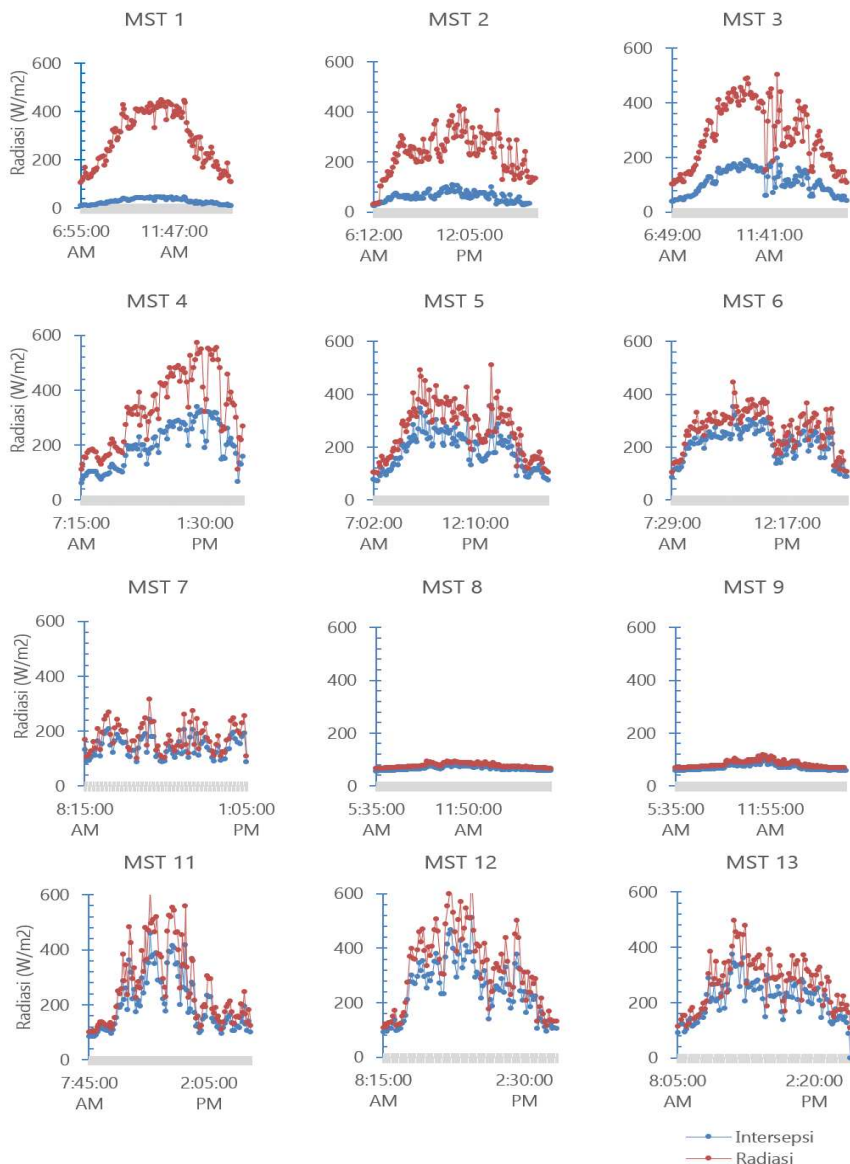 MST 1
MST 2
MST 3
Radiasi (W/m2)
600
400
200
0
6:55:00 AM
11:47:00 AM
600
400
200
0
6:12:00 AM
12:05:00 PM
600
400
200
0
6:49:00 AM
11:41:00 AM
MST 4
MST 5
MST 6
Radiasi (W/m2)
600
400
200
0
7:15:00 AM
1:30:00 PM
600
400
200
0
7:02:00 AM
12:10:00 PM
600
400
200
0
7:29:00 AM
12:17:00 PM
MST 7
MST 8
MST 9
Radiasi (W/m2)
600
400
200
0
8:15:00 AM
1:05:00 PM
600
400
200
0
5:35:00 AM
11:50:00 AM
600
400
200
0
5:35:00 AM
11:55:00 AM
MST 11
MST 12
MST 13
Radiasi (W/m2)
600
400
200
0
7:45:00 AM
2:05:00 PM
600
400
200
0
8:15:00 AM
2:30:00 PM
600
400
200
0
8:05:00 AM
2:20:00 PM
Intersepsi
Radiasi